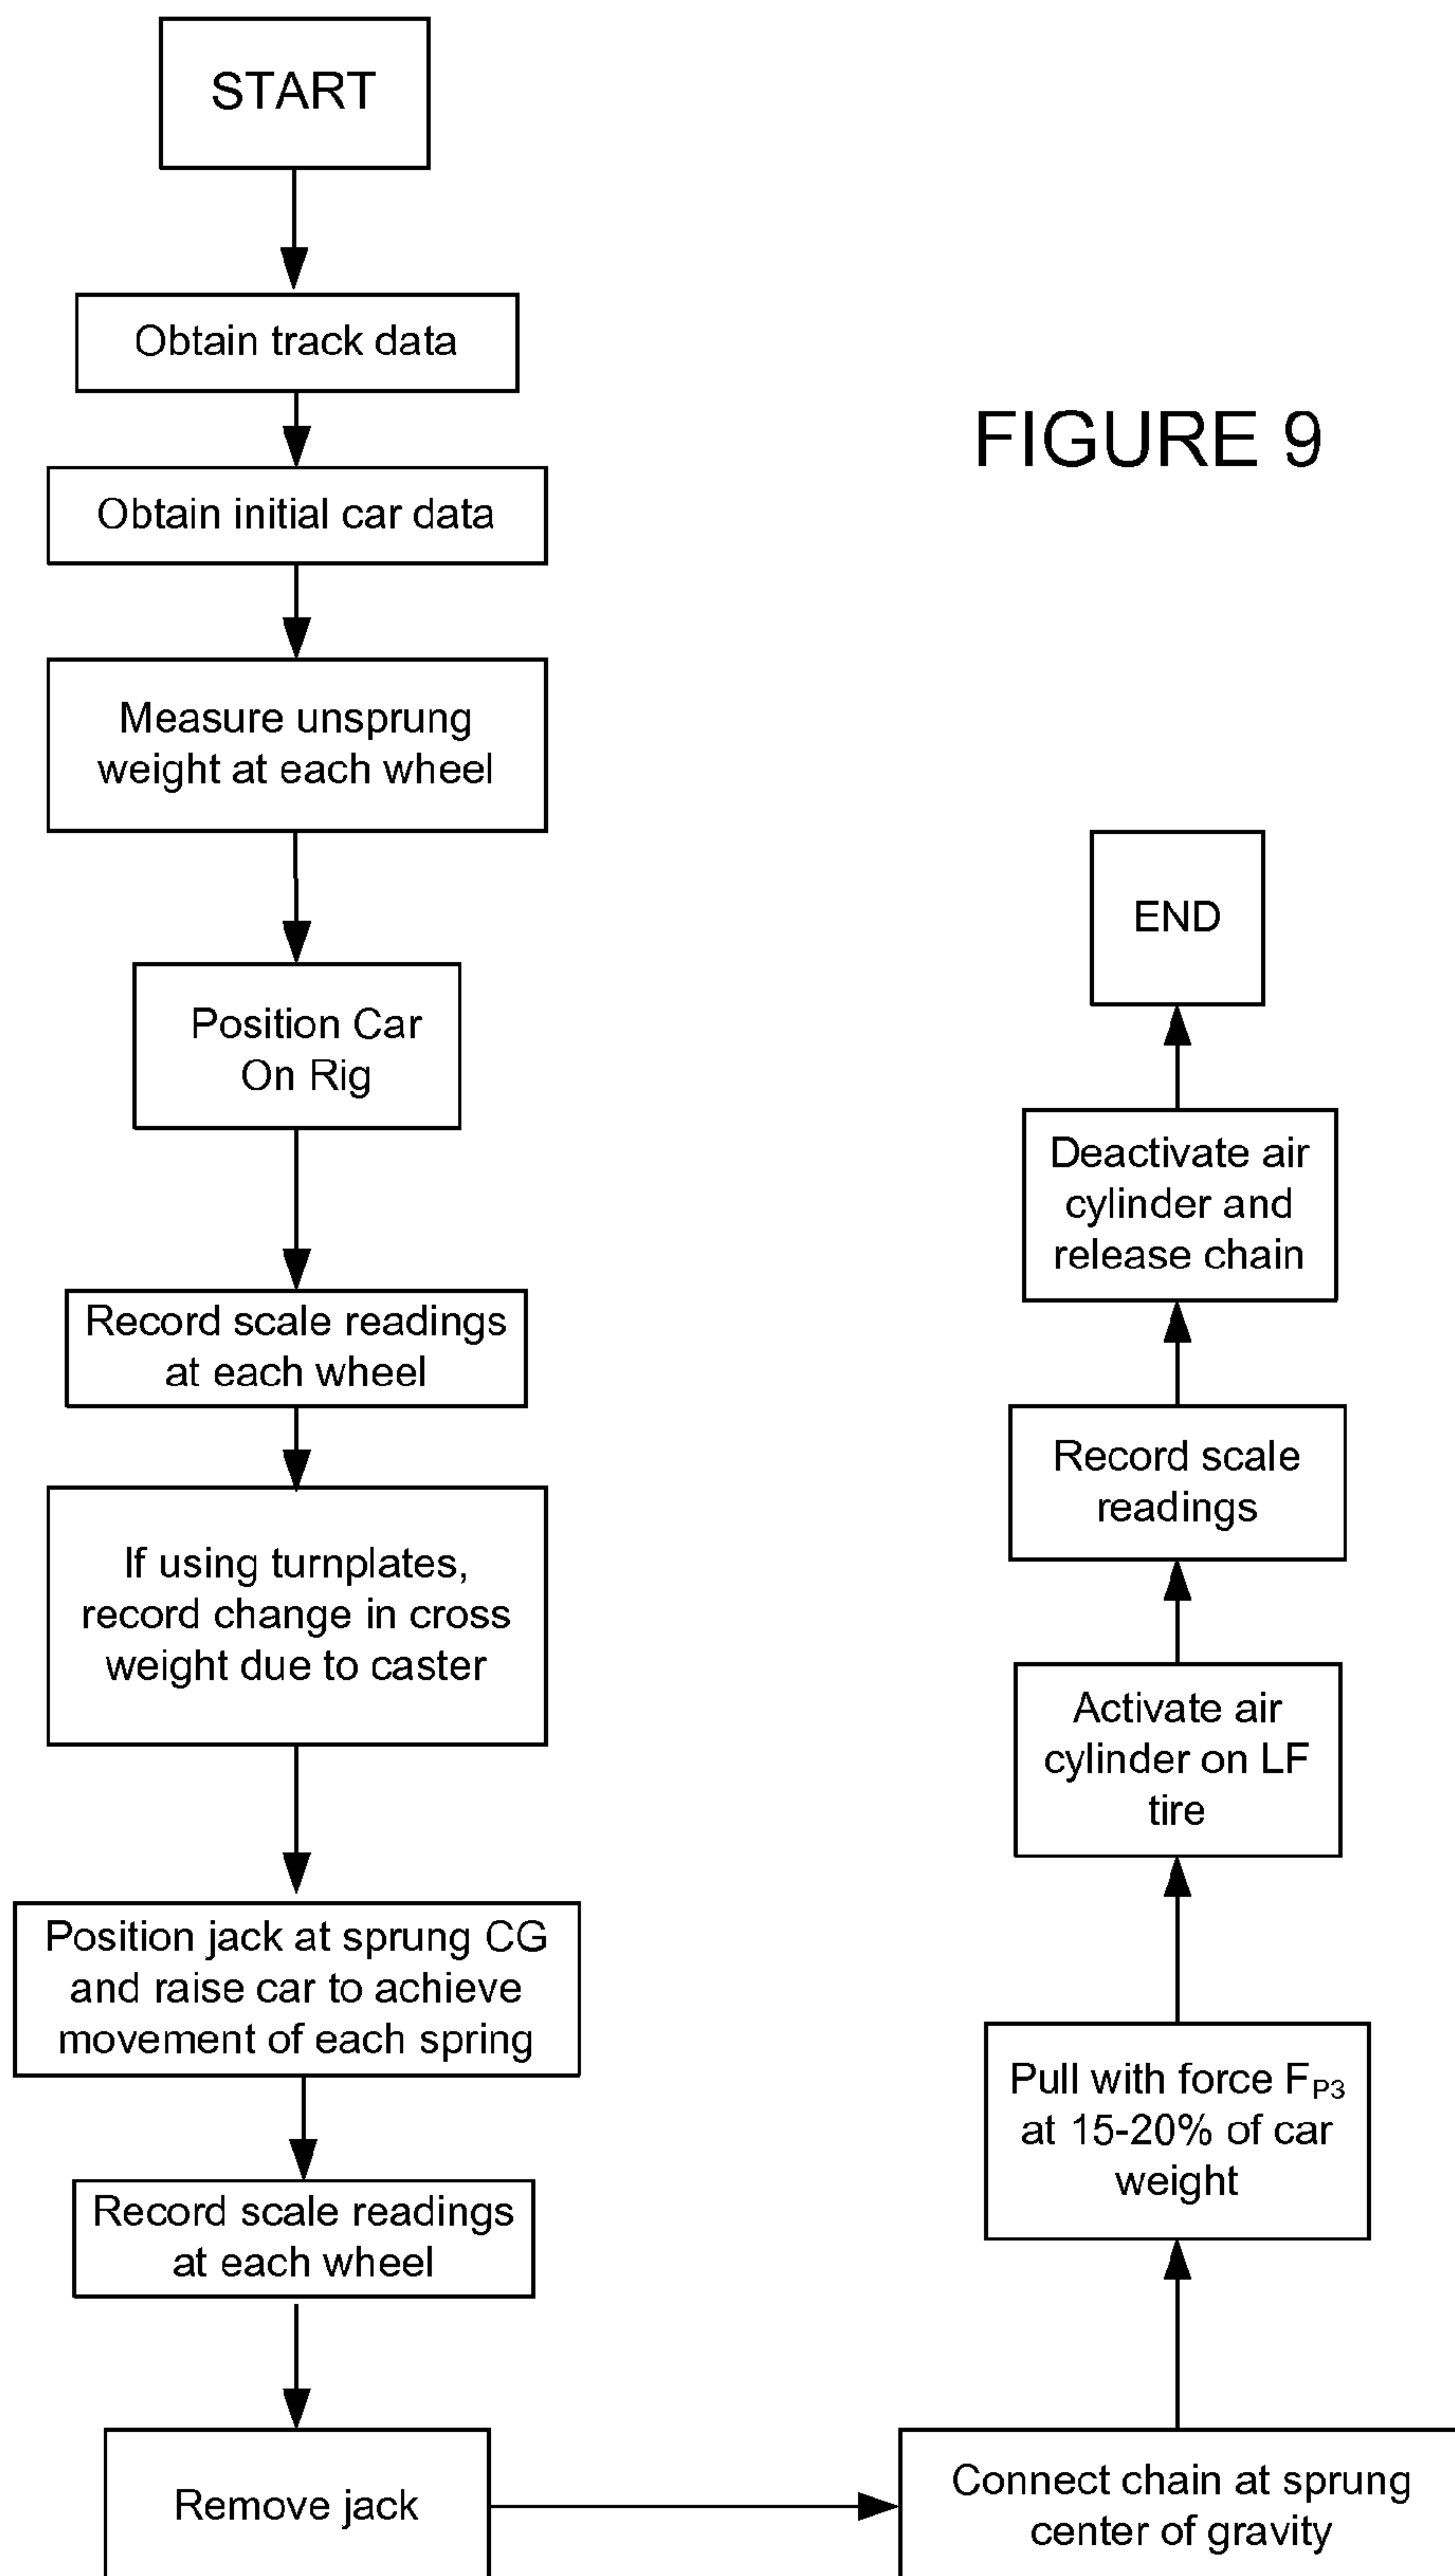 START
Obtain track data
Obtain initial car data
Measure unsprung
weight at each wheel
Position Car
On Rig
Record scale readings
at each wheel
If using turnplates,
record change in cross
weight due to caster
Position jack at sprung CG
and raise car to achieve
movement of each spring
Record scale readings
at each wheel
Remove jack
Connect chain at sprung
center of gravity
Pull with force FP3
at 15-20% of car
weight
Activate air
cylinder on LF
tire
Record scale
readings
Deactivate air
cylinder and
release chain
END
FIGURE 9